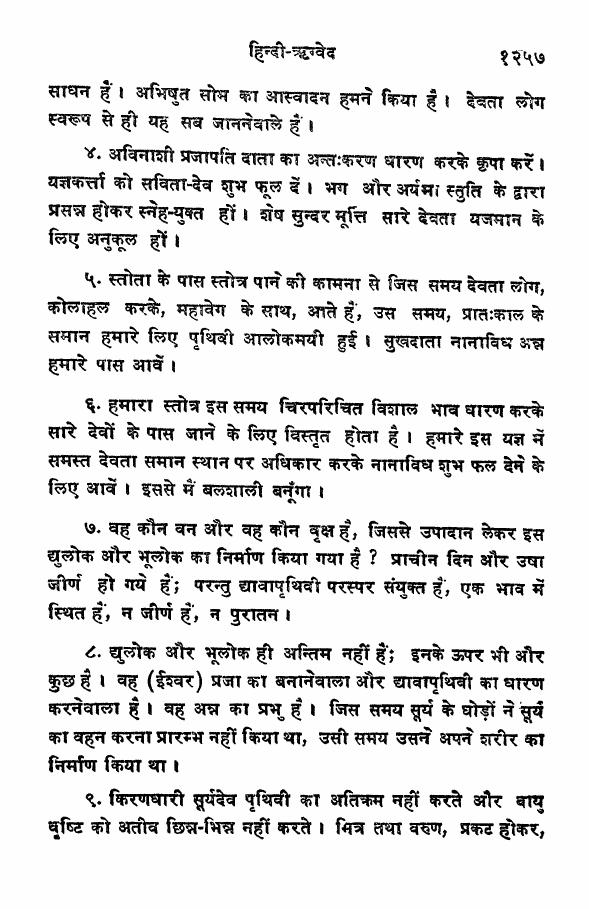 हिन्दी-ऋग्वेद १२५७
साधन हैं। अभिषुत सोम का आस्वादन हमने किया है। देवता लोग
स्वरूप से ही यह सब जाननेवाले हैं।
४. अविनाशी प्रजापति दाता का अन्तःकरण धारण करके कृपा करें।
यज्ञकर्त्ता को सविता-देव शुभ फूल दें। भग और अर्यमा स्तुति के द्वारा
प्रसन्न होकर स्नेह-युक्त हों। शेष सुन्दर मूर्त्ति सारे देवता यजमान के
लिए अनुकूल हों।
५. स्तोता के पास स्तोत्र पाने की कामना से जिस समय देवता लोग,
कोलाहल करके, महावेग के साथ, आते हैं, उस समय, प्रातःकाल के
समान हमारे लिए पृथिवी आलोकमयी हुई। सुखदाता नानाविध अन्न
हमारे पास आवें।
६. हमारा स्तोत्र इस समय चिरपरिचित विशाल भाव धारण करके
सारे देवों के पास जाने के लिए विस्तृत होता है। हमारे इस यज्ञ में
समस्त देवता समान स्थान पर अधिकार करके नानाविध शुभ फल देने के
लिए आवें। इससे मैं बलशाली बनूँगा।
७. वह कौन वन और वह कौन वृक्ष है, जिससे उपादान लेकर इस
द्युलोक और भूलोक का निर्माण किया गया है? प्राचीन दिन और उषा
जीर्ण हो गये हैं; परन्तु द्यावापृथिवी परस्पर संयुक्त हैं, एक भाव में
स्थित हैं, न जीर्ण हैं, न पुरातन।
८. द्युलोक और भूलोक ही अन्तिम नहीं हैं; इनके ऊपर भी और
कुछ है। वह (ईश्वर) प्रजा का बनानेवाला और द्यावापृथिवी का धारण
करनेवाला है। वह अन्न का प्रभु है। जिस समय सूर्य के घोड़ों ने सूर्य
का वहन करना प्रारम्भ नहीं किया था, उसी समय उसने अपने शरीर का
निर्माण किया था।
९. किरणधारी सूर्यदेव पृथिवी का अतिक्रम नहीं करते और वायु
वृष्टि को अतीव छिन्न-भिन्न नहीं करते। मित्र तथा वरुण, प्रकट होकर,